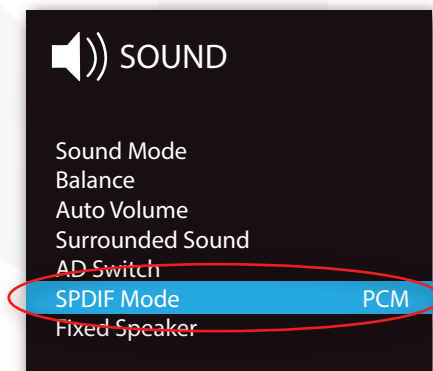 SOUND
Sound Mode
Balance
Auto Volume
Surrounded Sound
AD Switch
SPDIF Mode PCM
Fixed Speaker